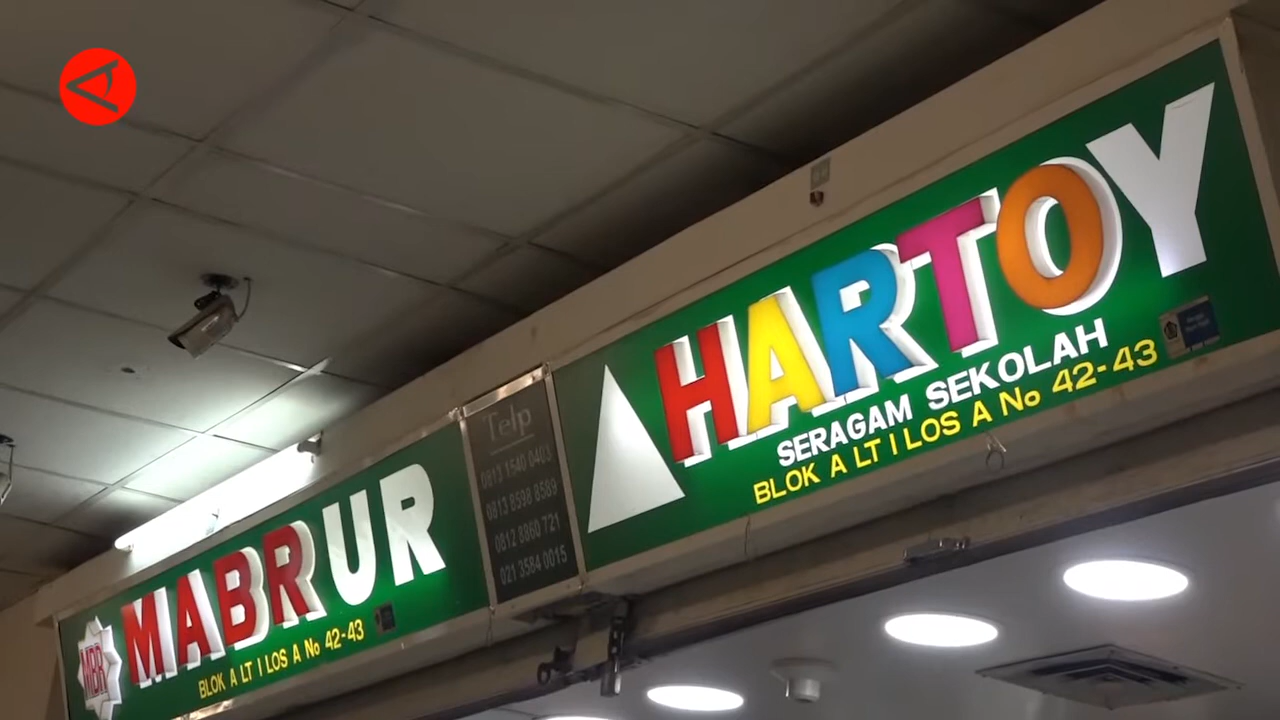 MBR
MABRUR
BLOK A LT I LOS A No 42-43
Telp
0813 1540 0403
0813 8598 8589
0812 8860 721
021 3584 0015
HARTOY
SERAGAM SEKOLAH
BLOK A LT I LOS A No 42-43